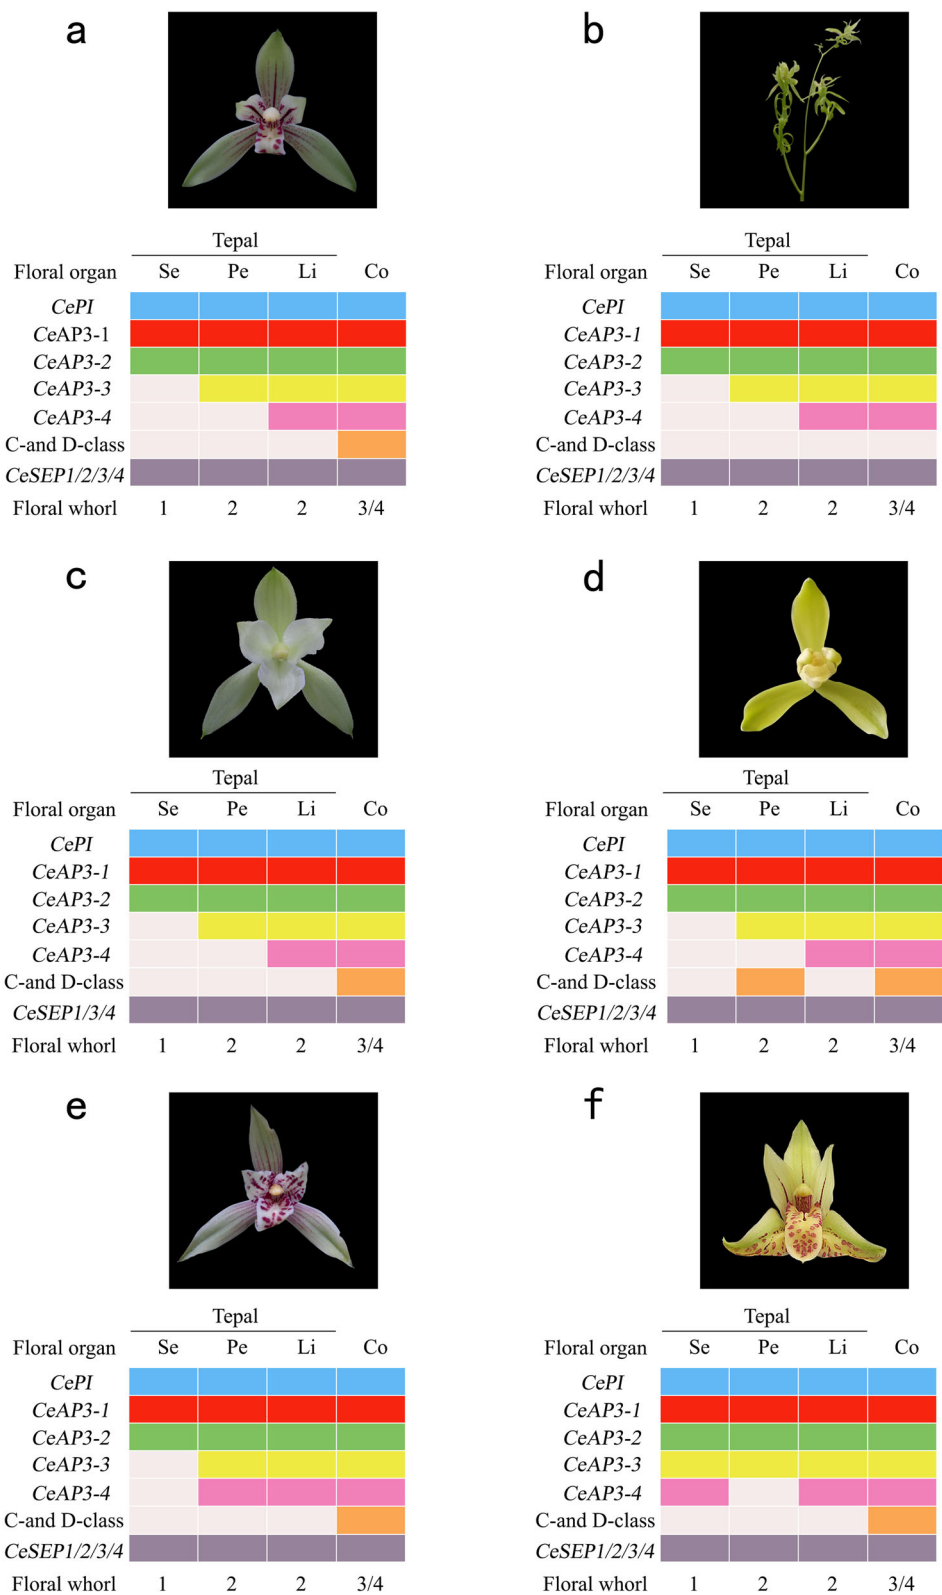 a
Tepal
Floral organ Se Pe Li Co
CePI
CeAP3-1
CeAP3-2
CeAP3-3
CeAP3-4
C-and D-class
CeSEP1/2/3/4
Floral whorl 1 2 2 3/4
b
Tepal
Floral organ Se Pe Li Co
CePI
CeAP3-1
CeAP3-2
CeAP3-3
CeAP3-4
C-and D-class
CeSEP1/2/3/4
Floral whorl 1 2 2 3/4
c
Tepal
Floral organ Se Pe Li Co
CePI
CeAP3-1
CeAP3-2
CeAP3-3
CeAP3-4
C-and D-class
CeSEP1/3/4
Floral whorl 1 2 2 3/4
d
Tepal
Floral organ Se Pe Li Co
CePI
CeAP3-1
CeAP3-2
CeAP3-3
CeAP3-4
C-and D-class
CeSEP1/2/3/4
Floral whorl 1 2 2 3/4
e
Tepal
Floral organ Se Pe Li Co
CePI
CeAP3-1
CeAP3-2
CeAP3-3
CeAP3-4
C-and D-class
CeSEP1/2/3/4
Floral whorl 1 2 2 3/4
f
Tepal
Floral organ Se Pe Li Co
CePI
CeAP3-1
CeAP3-2
CeAP3-3
CeAP3-4
C-and D-class
CeSEP1/2/3/4
Floral whorl 1 2 2 3/4